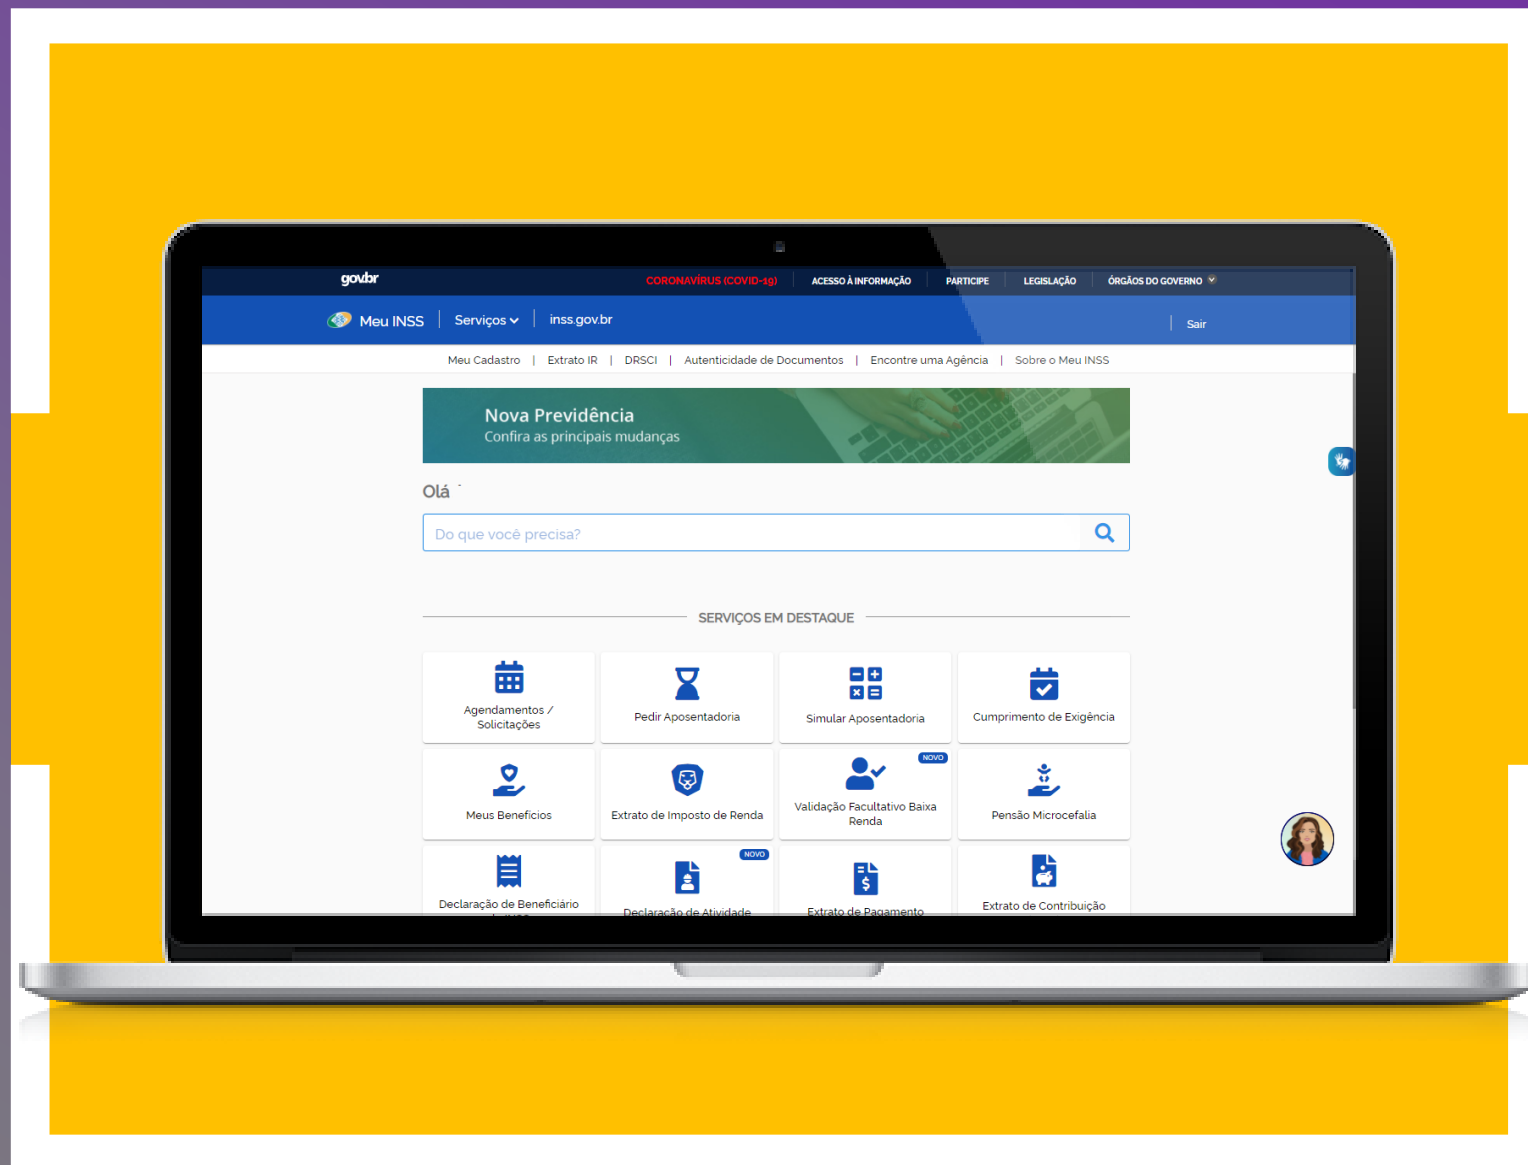 gov.br
CORONAVÍRUS (COVID-19)
ACESSO À INFORMAÇÃO
PARTICIPE
LEGISLAÇÃO
ÓRGÃOS DO GOVERNO
Meu INSS
Serviços
inss.gov.br
Sair
Meu Cadastro | Extrato IR | DRSCI | Autenticidade de Documentos | Encontre uma Agência | Sobre o Meu INSS
Nova Previdência
Confira as principais mudanças
Olá
Do que você precisa?
SERVIÇOS EM DESTAQUE
Agendamentos /
Solicitações
Pedir Aposentadoria
Simular Aposentadoria
Cumprimento de Exigência
Meus Benefícios
Extrato de Imposto de Renda
NOVO
Validação Facultativo Baixa
Renda
Pensão Microcefalia
Declaração de Beneficiário
NOVO
Declaração de Atividade
Extrato de Pagamento
Extrato de Contribuição